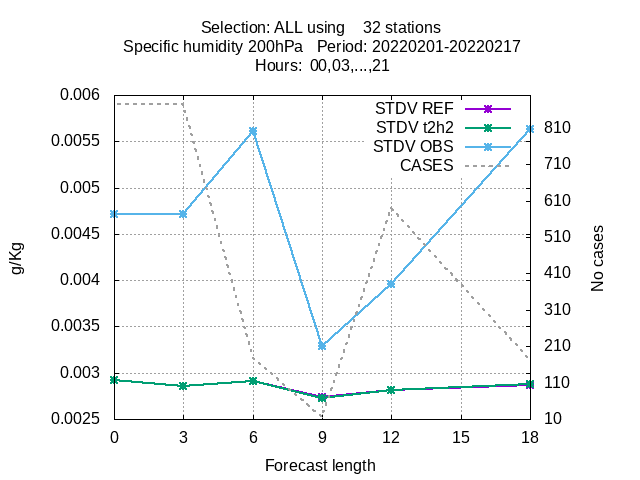 Selection: ALL using    32 stations
Specific humidity 200hPa   Period: 20220201-20220217
Hours:  00,03,...,21
STDV REF
STDV t2h2
STDV OBS
CASES
0.006
0.0055
0.005
0.0045
0.004
0.0035
0.003
0.0025
g/Kg
810
710
610
510
410
310
210
110
10
No cases
0 3 6 9 12 15 18
Forecast length